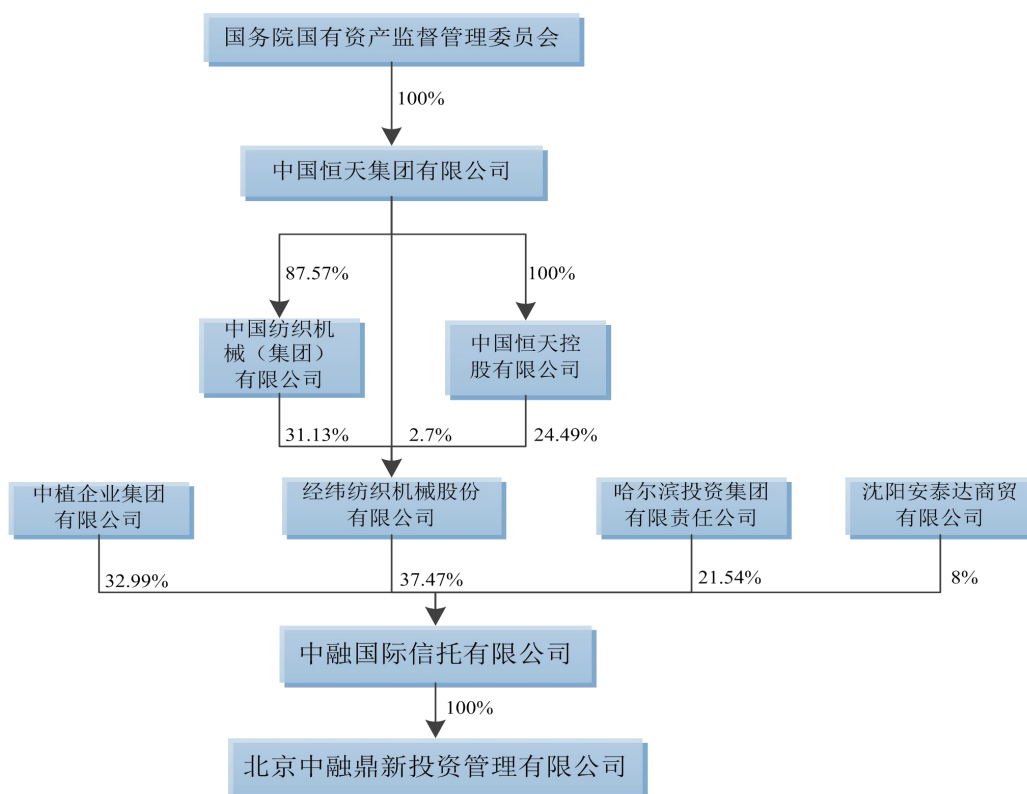 国务院国有资产监督管理委员会
100%
中国恒天集团有限公司
87.57%
100%
中国纺织机
械（集团）
有限公司
中国恒天控
股有限公司
31.13%
2.7%
24.49%
中植企业集团
有限公司
经纬纺织机械股份
有限公司
哈尔滨投资集团
有限责任公司
沈阳安泰达商贸
有限公司
32.99%
37.47%
21.54%
8%
中融国际信托有限公司
100%
北京中融鼎新投资管理有限公司